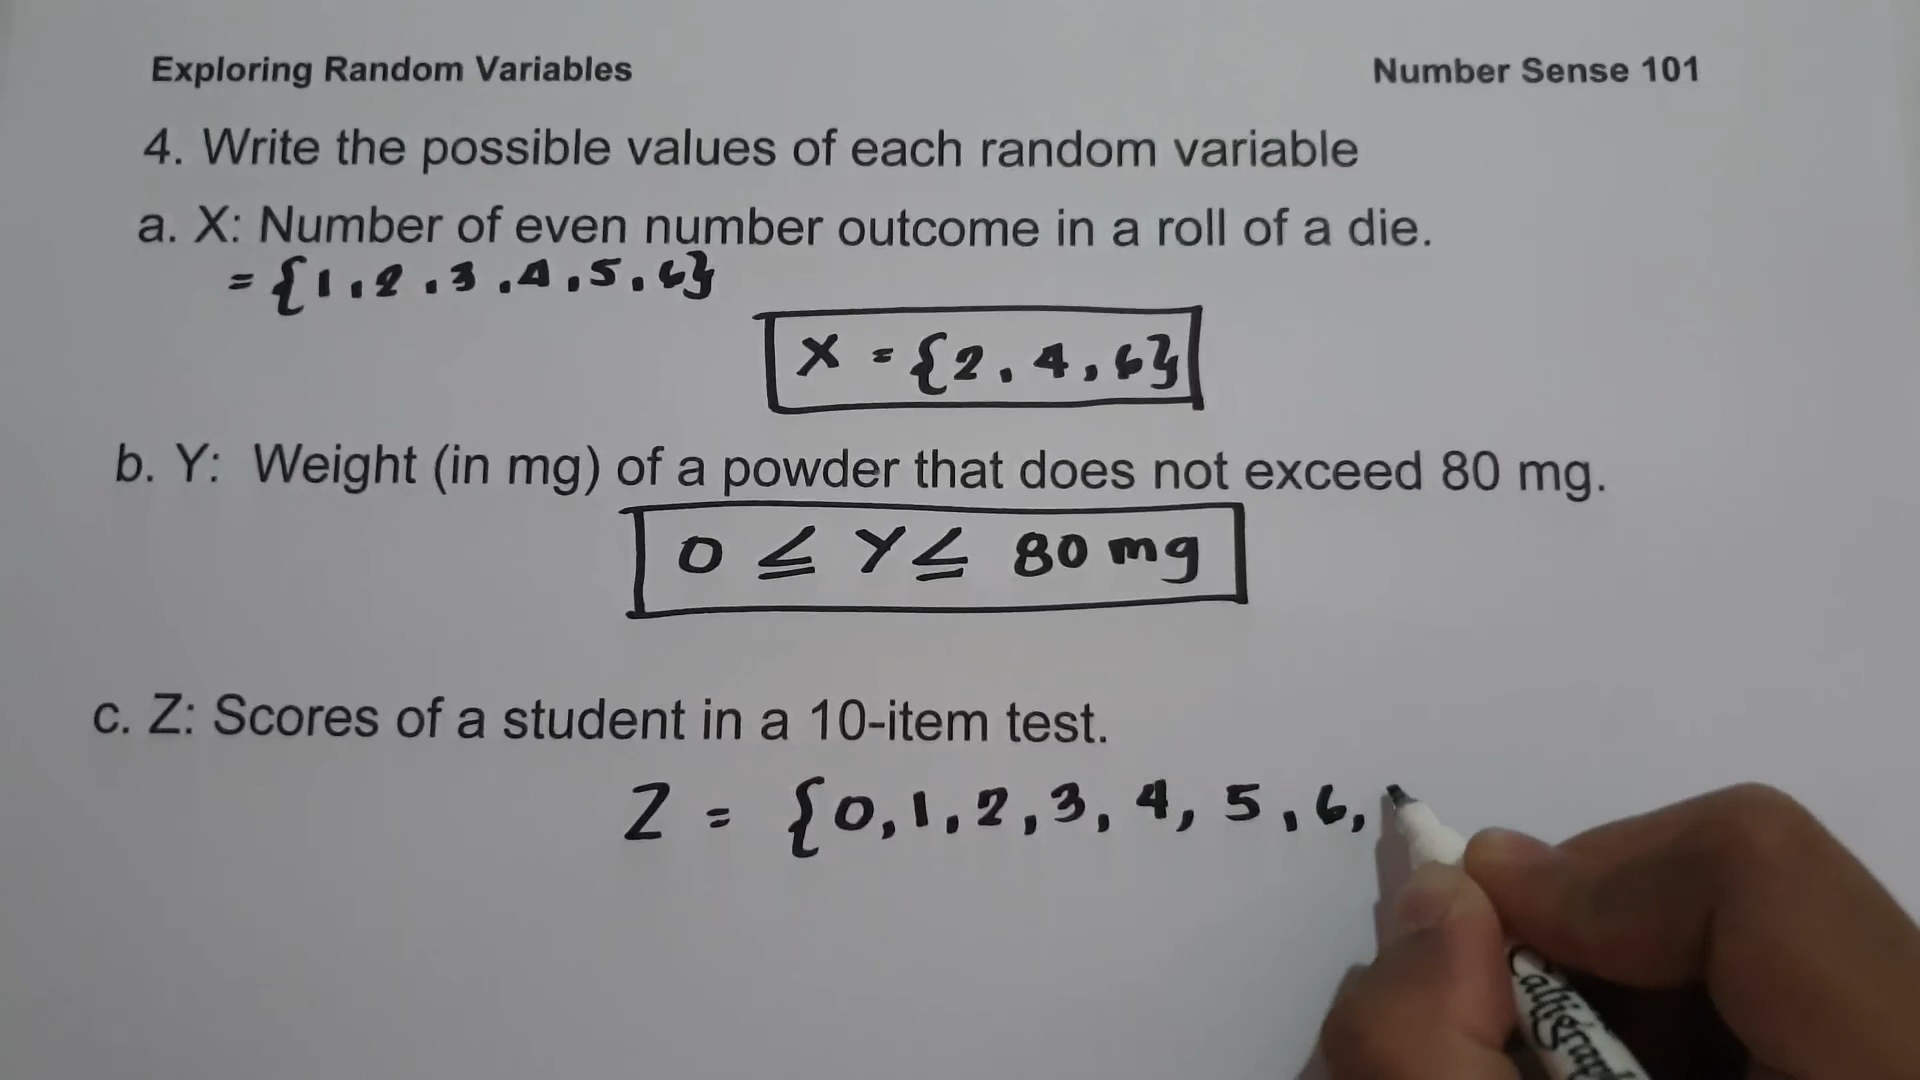 Exploring Random Variables Number Sense 101
4. Write the possible values of each random variable
a. X: Number of even number outcome in a roll of a die.
= {1,2,3,4,5,6}
X = {2,4,6}
b. Y: Weight (in mg) of a powder that does not exceed 80 mg.
0 ≤ Y ≤ 80 mg
c. Z: Scores of a student in a 10-item test.
Z = {0,1,2,3,4,5,6,